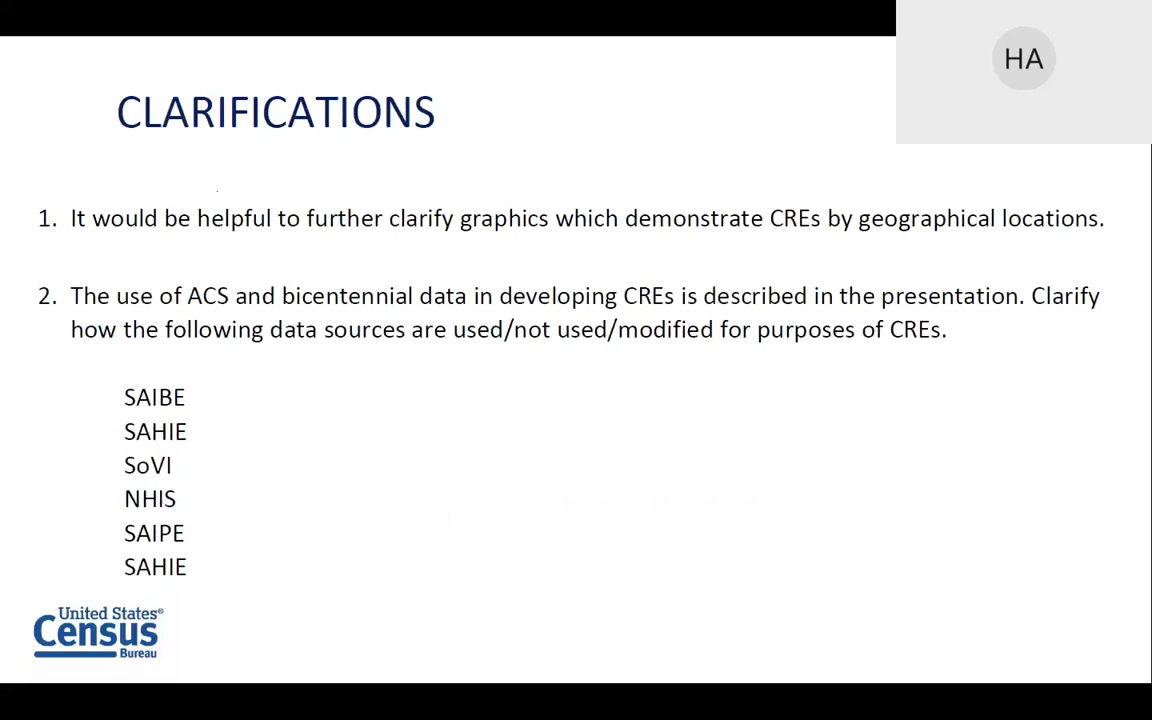 HA
CLARIFICATIONS
1. It would be helpful to further clarify graphics which demonstrate CREs by geographical locations.
2. The use of ACS and bicentennial data in developing CREs is described in the presentation. Clarify
how the following data sources are used/not used/modified for purposes of CREs.
SAIBE
SAHIE
SoVI
NHIS
SAIPE
SAHIE
United States®
Census
Bureau